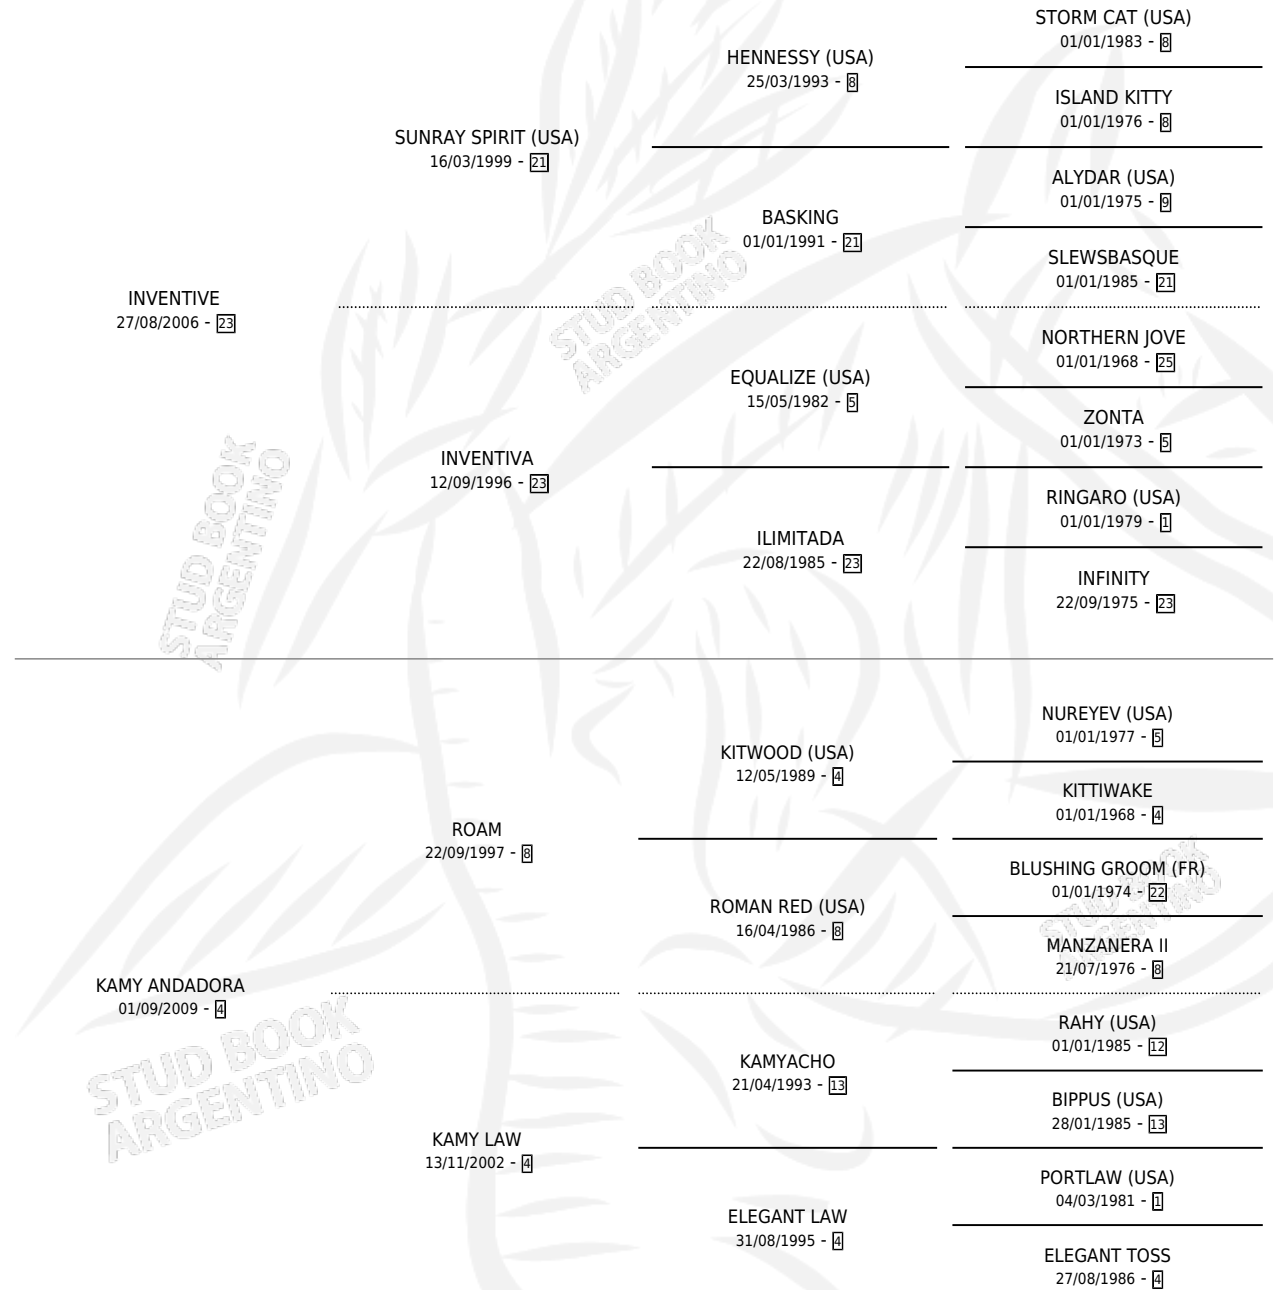 STORM CAT (USA)
01/01/1983 - 8
HENNESSY (USA)
25/03/1993 - 8
ISLAND KITTY
01/01/1976 - 8
SUNRAY SPIRIT (USA)
16/03/1999 - 21
ALYDAR (USA)
01/01/1975 - 9
BASKING
01/01/1991 - 21
SLEWSBASQUE
01/01/1985 - 21
INVENTIVE
27/08/2006 - 23
NORTHERN JOVE
01/01/1968 - 25
EQUALIZE (USA)
15/05/1982 - 5
ZONTA
01/01/1973 - 5
INVENTIVA
12/09/1996 - 23
RINGARO (USA)
01/01/1979 - 1
ILIMITADA
22/08/1985 - 23
INFINITY
22/09/1975 - 23
NUREYEV (USA)
01/01/1977 - 5
KITWOOD (USA)
12/05/1989 - 4
KITTIWAKE
01/01/1968 - 4
ROAM
22/09/1997 - 8
BLUSHING GROOM (FR)
01/01/1974 - 22
ROMAN RED (USA)
16/04/1986 - 8
MANZANERA II
21/07/1976 - 8
KAMY ANDADORA
01/09/2009 - 4
RAHY (USA)
01/01/1985 - 12
KAMYACHO
21/04/1993 - 13
BIPPUS (USA)
28/01/1985 - 13
KAMY LAW
13/11/2002 - 4
PORTLAW (USA)
04/03/1981 - 1
ELEGANT LAW
31/08/1995 - 4
ELEGANT TOSS
27/08/1986 - 4
STUD BOOK
ARGENTINO
STUD BOOK
ARGENTINO
STUD BOOK
ARGENTINO
STUD BOOK
ARGENTINO